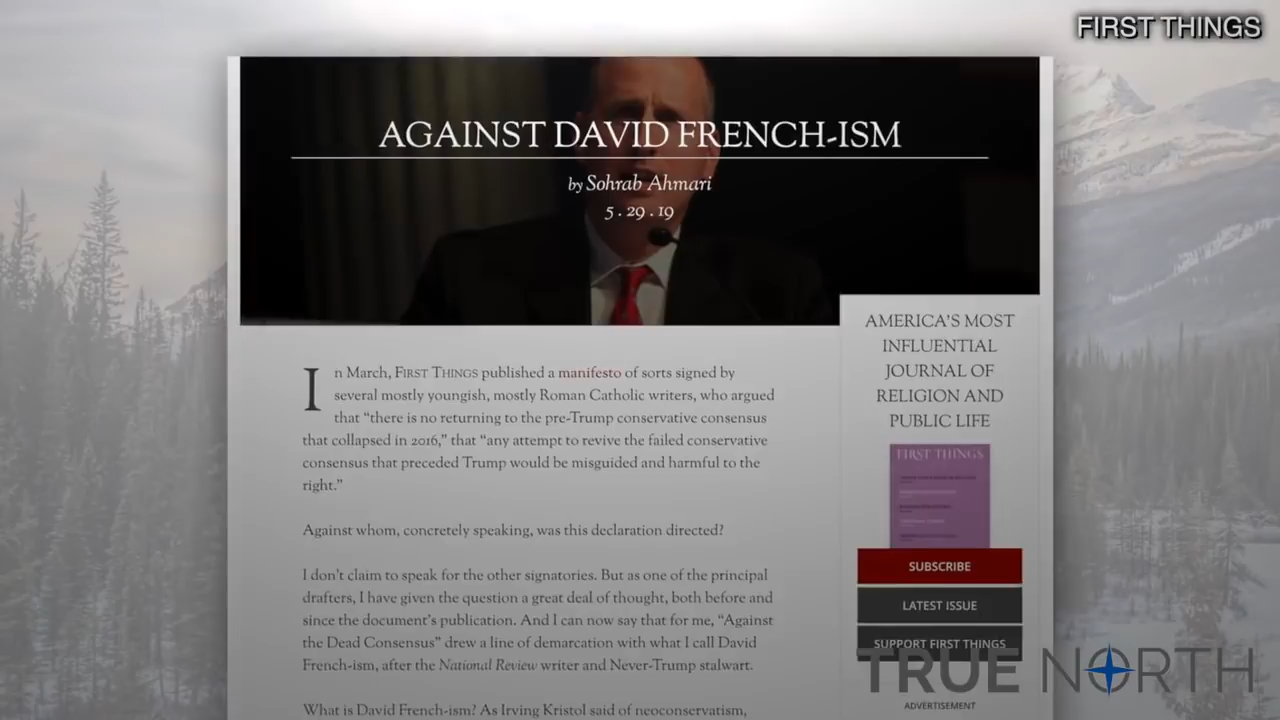 FIRST THINGS
AGAINST DAVID FRENCH-ISM
by Sohrab Ahmari
5 . 29 . 19
In March, FIRST THINGS published a manifesto of sorts signed by
several mostly youngish, mostly Roman Catholic writers, who argued
that “there is no returning to the pre-Trump conservative consensus
that collapsed in 2016,” that “any attempt to revive the failed conservative
consensus that preceded Trump would be misguided and harmful to the
right.”
Against whom, concretely speaking, was this declaration directed?
I don’t claim to speak for the other signatories. But as one of the principal
drafters, I have given the question a great deal of thought, both before and
since the document’s publication. And I can now say that for me, “Against
the Dead Consensus” drew a line of demarcation with what I call David
French-ism, after the National Review writer and Never-Trump stalwart.
What is David French-ism? As Irving Kristol said of neoconservatism,
AMERICA’S MOST
INFLUENTIAL
JOURNAL OF
RELIGION AND
PUBLIC LIFE
FIRST THINGS
SUBSCRIBE
LATEST ISSUE
SUPPORT FIRST THINGS
TRUE NORTH
ADVERTISEMENT